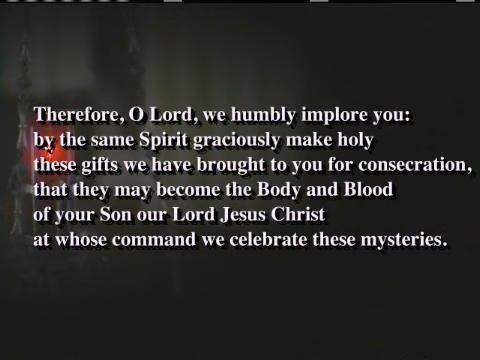 Therefore, O Lord, we humbly implore you:
by the same Spirit graciously make holy
these gifts we have brought to you for consecration,
that they may become the Body and Blood
of your Son our Lord Jesus Christ
at whose command we celebrate these mysteries.